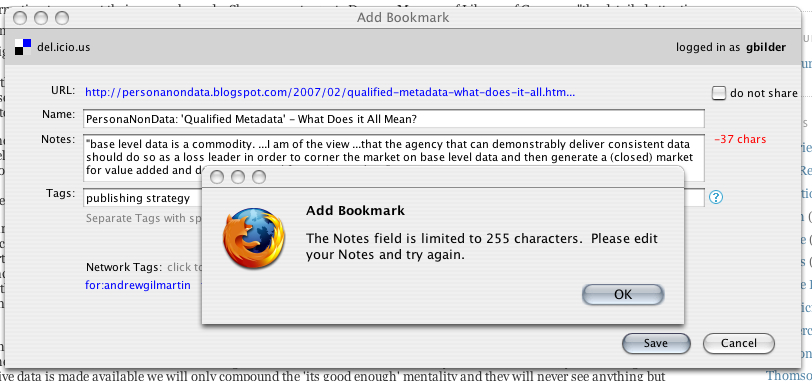 Add Bookmark
del.icio.us
logged in as gbilder
URL: http://personanondata.blogspot.com/2007/02/qualified-metadata-what-does-it-all.htm...
do not share
Name: PersonaNonData: 'Qualified Metadata' - What Does it All Mean?
Notes: "base level data is a commodity. ...I am of the view ...that the agency that can demonstrably deliver consistent data
should do so as a loss leader in order to corner the market on base level data and then generate a (closed) market
for value added and
-37 chars
Tags: publishing strategy
?
Separate Tags with
Add Bookmark
The Notes field is limited to 255 characters. Please edit
your Notes and try again.
OK
Network Tags: click to
for:andrewgilmartin
Save
Cancel
ve data is made available we will only compound the 'its good enough' mentality and they will never see anything but
Thomso